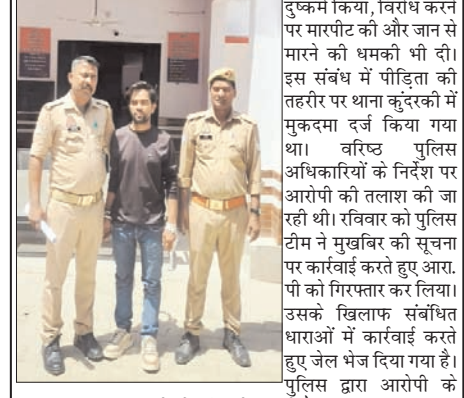 दुष्कर्म किया, विरोध करने
पर मारपीट की और जान से
मारने की धमकी भी दी।
इस संबंध में पीड़िता की
तहरीर पर थाना कुंदरकी में
मुकदमा दर्ज किया गया
था। वरिष्ठ पुलिस
अधिकारियों के निर्देश पर
आरोपी की तलाश की जा
रही थी। रविवार को पुलिस
टीम ने मुखबिर की सूचना
पर कार्रवाई करते हुए आरा.
पी को गिरफ्तार कर लिया।
उसके खिलाफ संबंधित
धाराओं में कार्रवाई करते
हुए जेल भेज दिया गया है।
पुलिस द्वारा आरोपी के